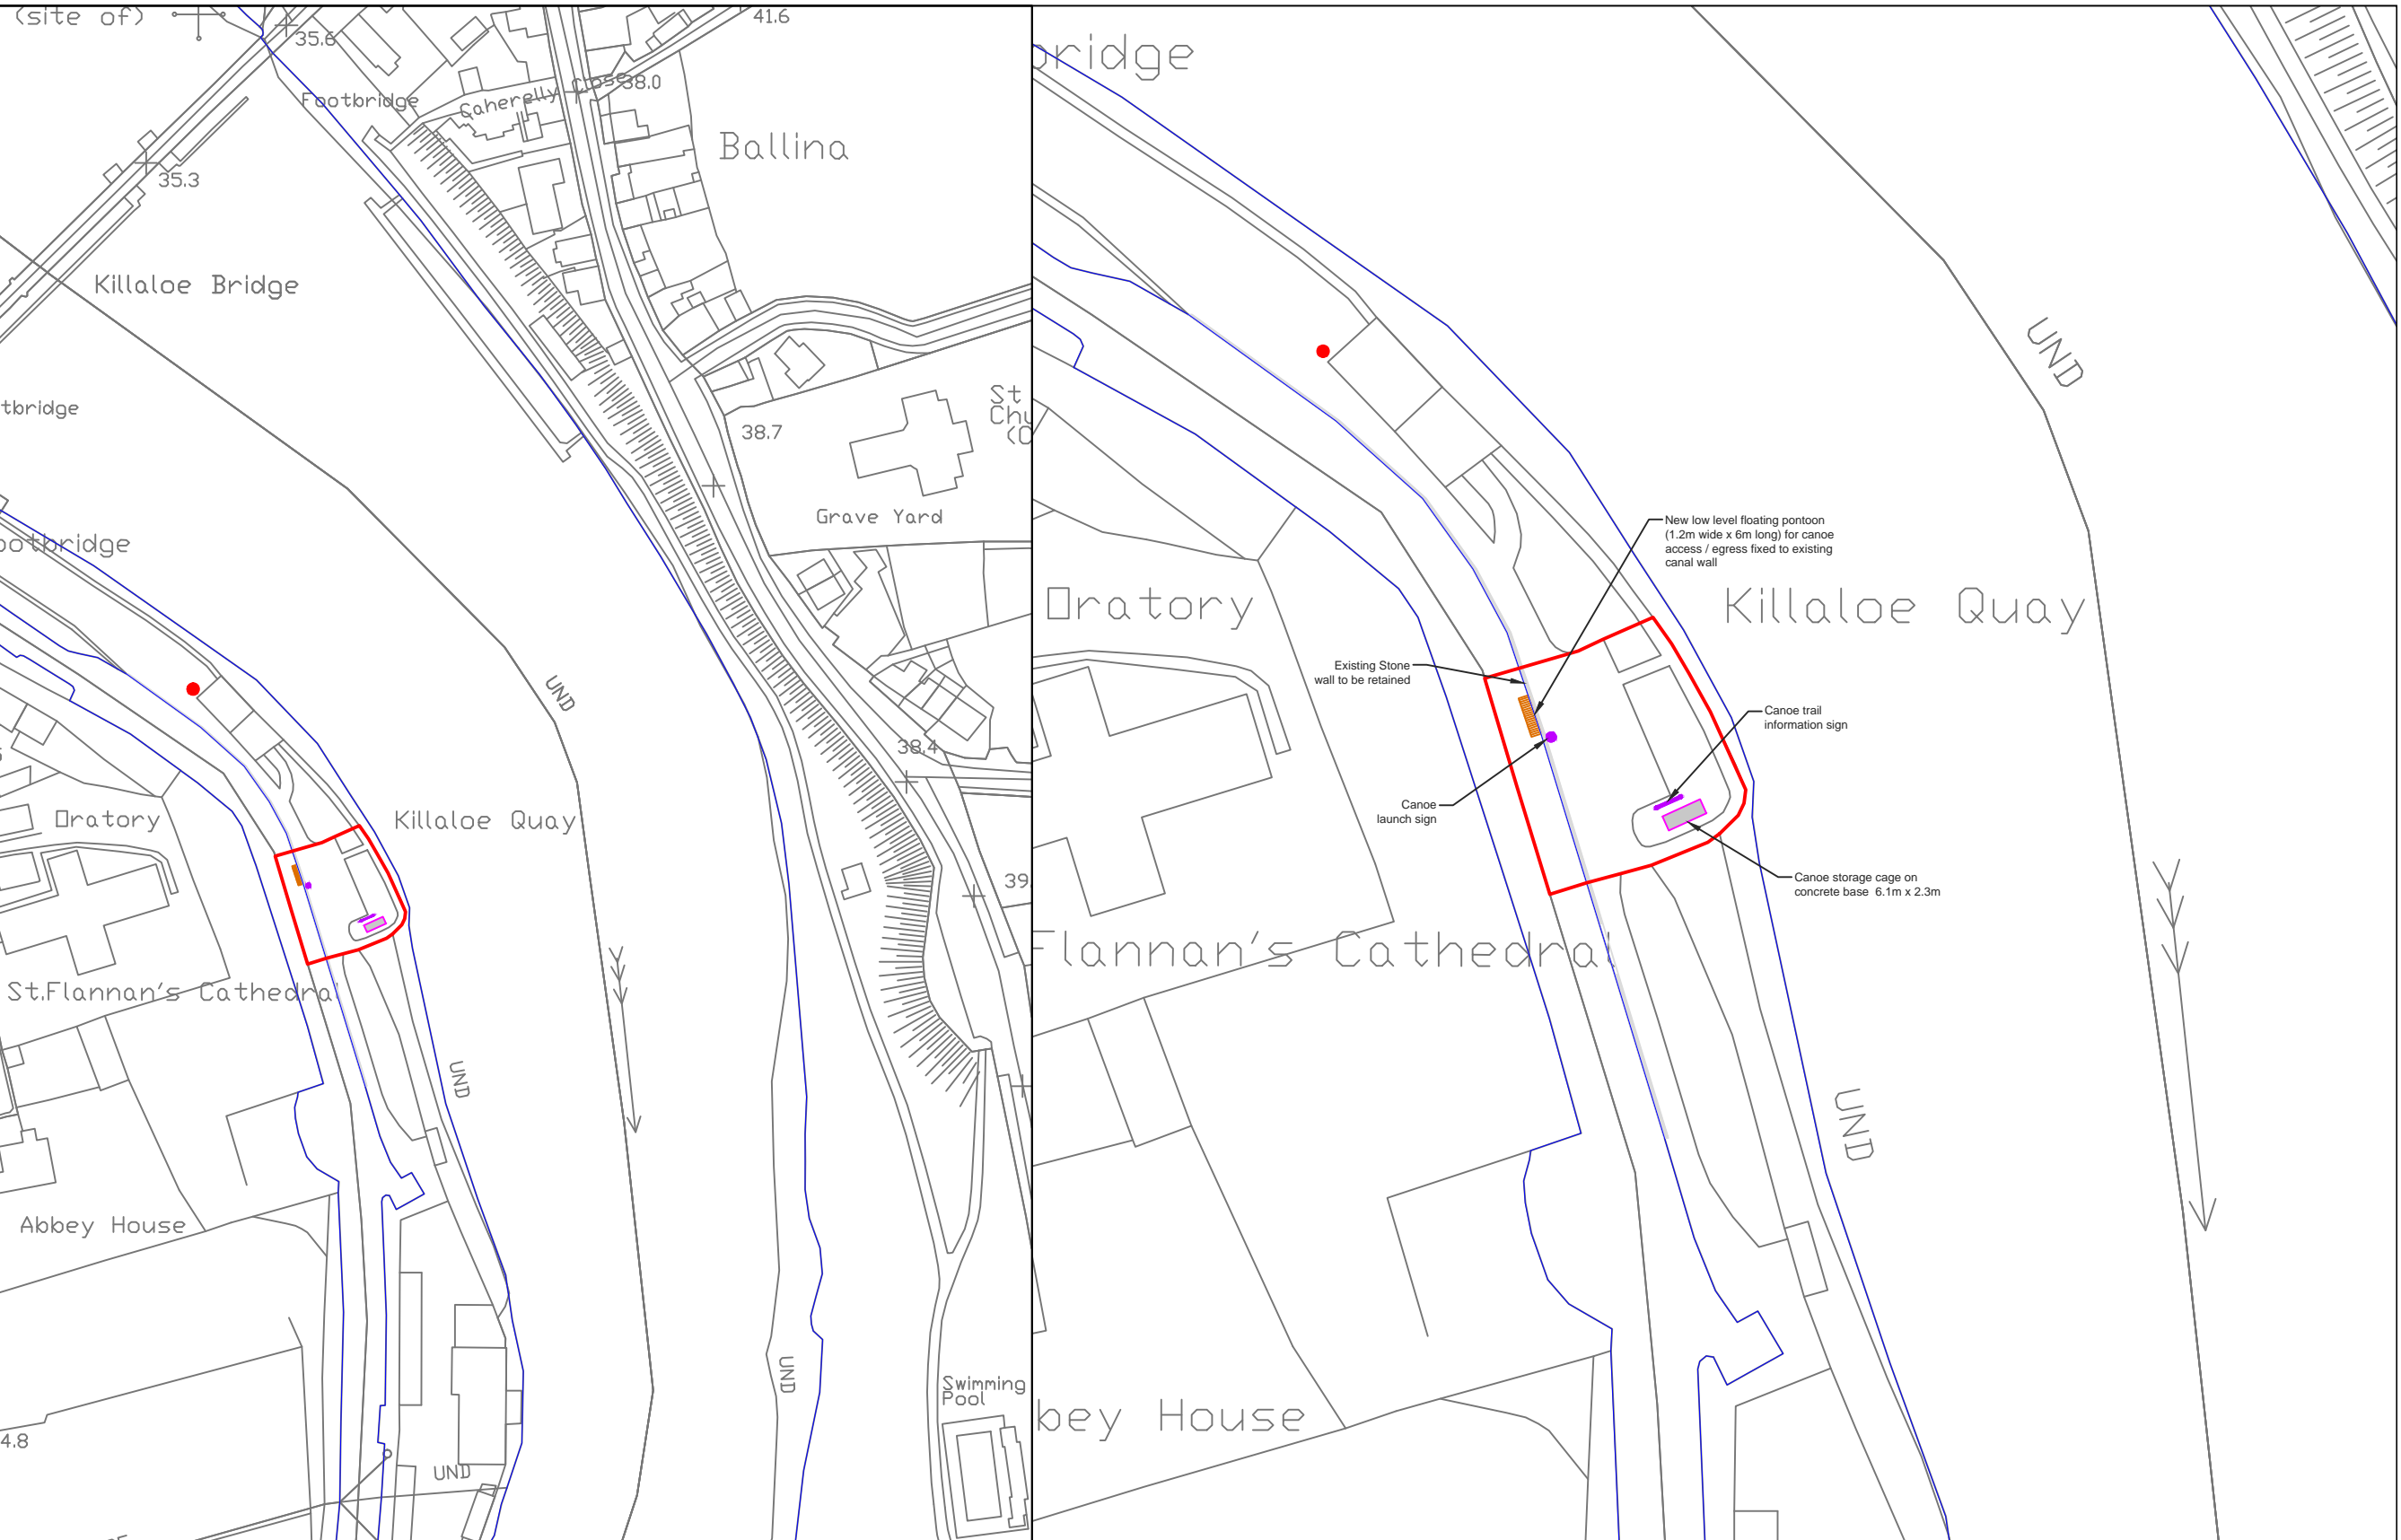 (site of)
35.6
41.6
Footbridge
Caherelly
Cross
38.0
Ballina
35.3
Killaloe Bridge
tbridge
38.7
St
Chu
(C
Grave Yard
ootbridge
UND
38.4
Oratory
Killaloe Quay
39.
St.Flannan's Cathedral
UND
Abbey House
UND
Swimming
Pool
4.8
UND
bridge
UND
New low level floating pontoon
(1.2m wide x 6m long) for canoe
access / egress fixed to existing
canal wall
Oratory
Killaloe Quay
Existing Stone
wall to be retained
Canoe trail
information sign
Canoe
launch sign
Canoe storage cage on
concrete base 6.1m x 2.3m
Flannan's Cathedral
UND
bey House